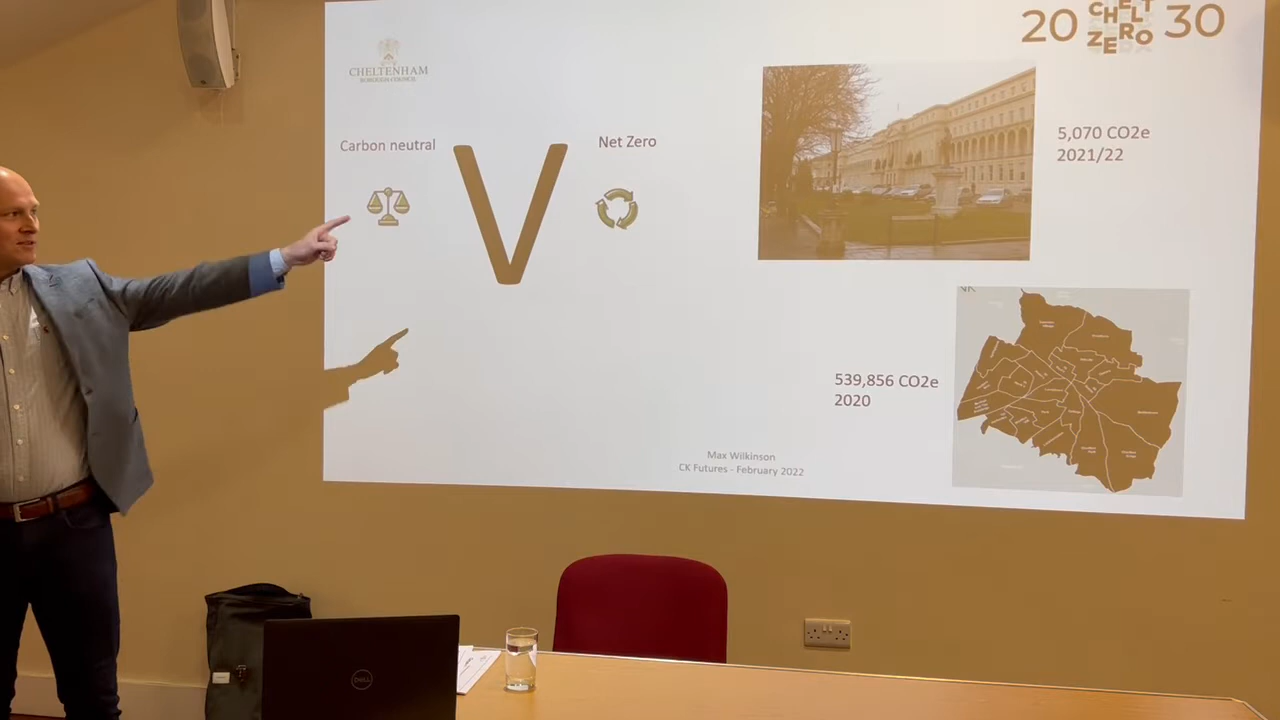 CHELTENHAM
BOROUGH COUNCIL
20 CHELT ZERO 30
Carbon neutral
V
Net Zero
5,070 CO2e
2021/22
539,856 CO2e
2020
Max Wilkinson
CK Futures - February 2022
DELL